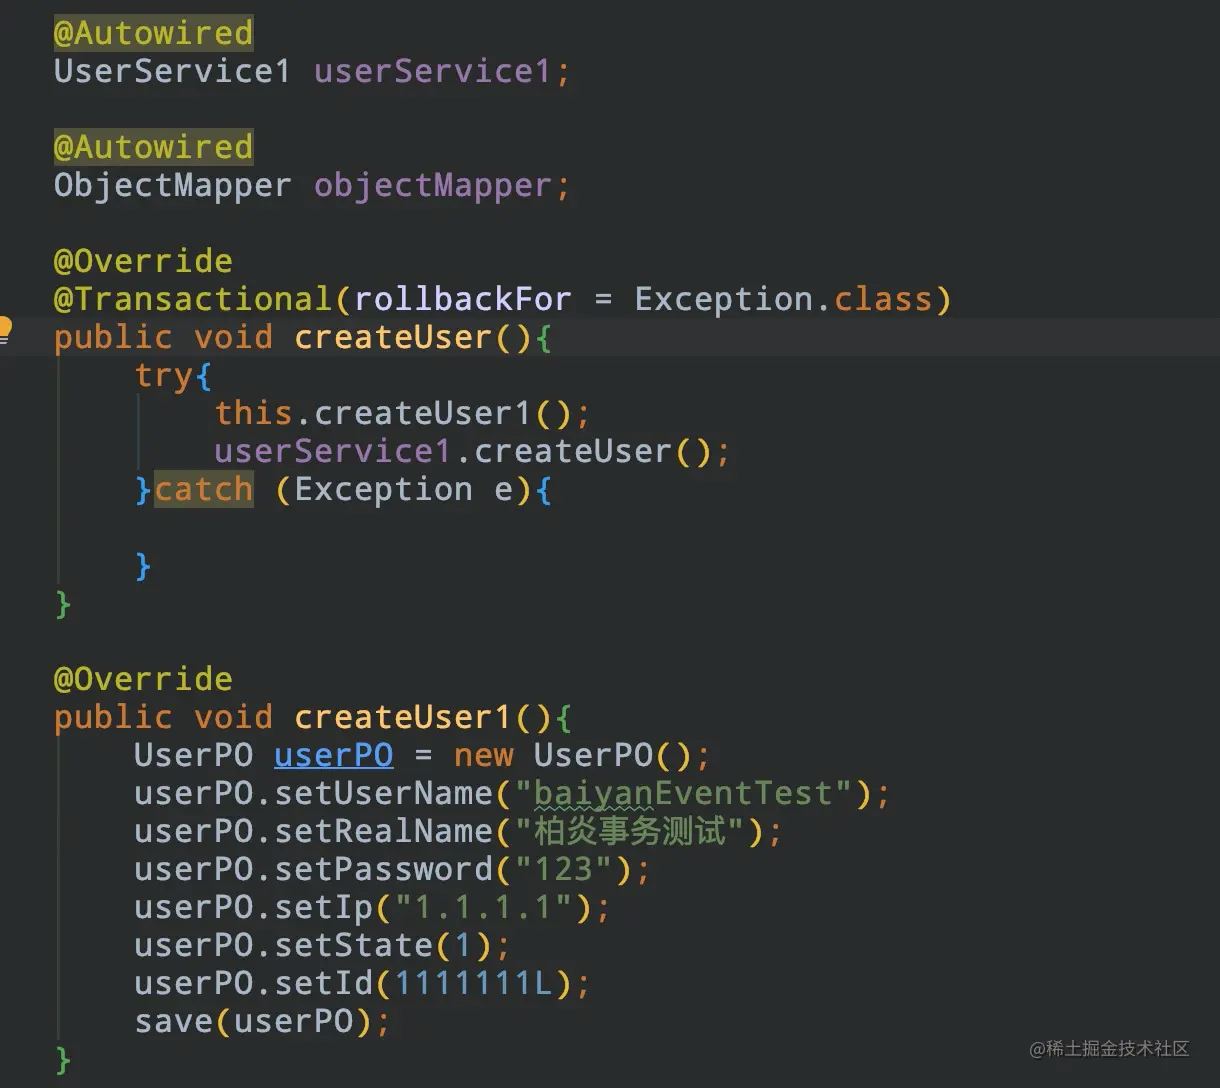 @Autowired
UserService1 userService1;
@Autowired
ObjectMapper objectMapper;
@Override
@Transactional(rollbackFor = Exception.class)
public void createUser(){
try{
this.createUser1();
userService1.createUser();
}catch (Exception e){
}
}
@Override
public void createUser1(){
UserPO userPO = new UserPO();
userPO.setUserName("baiyanEventTest");
userPO.setRealName("柏炎事务测试");
userPO.setPassword("123");
userPO.setIp("1.1.1.1");
userPO.setState(1);
userPO.setId(1111111L);
save(userPO);
}
@稀土掘金技术社区